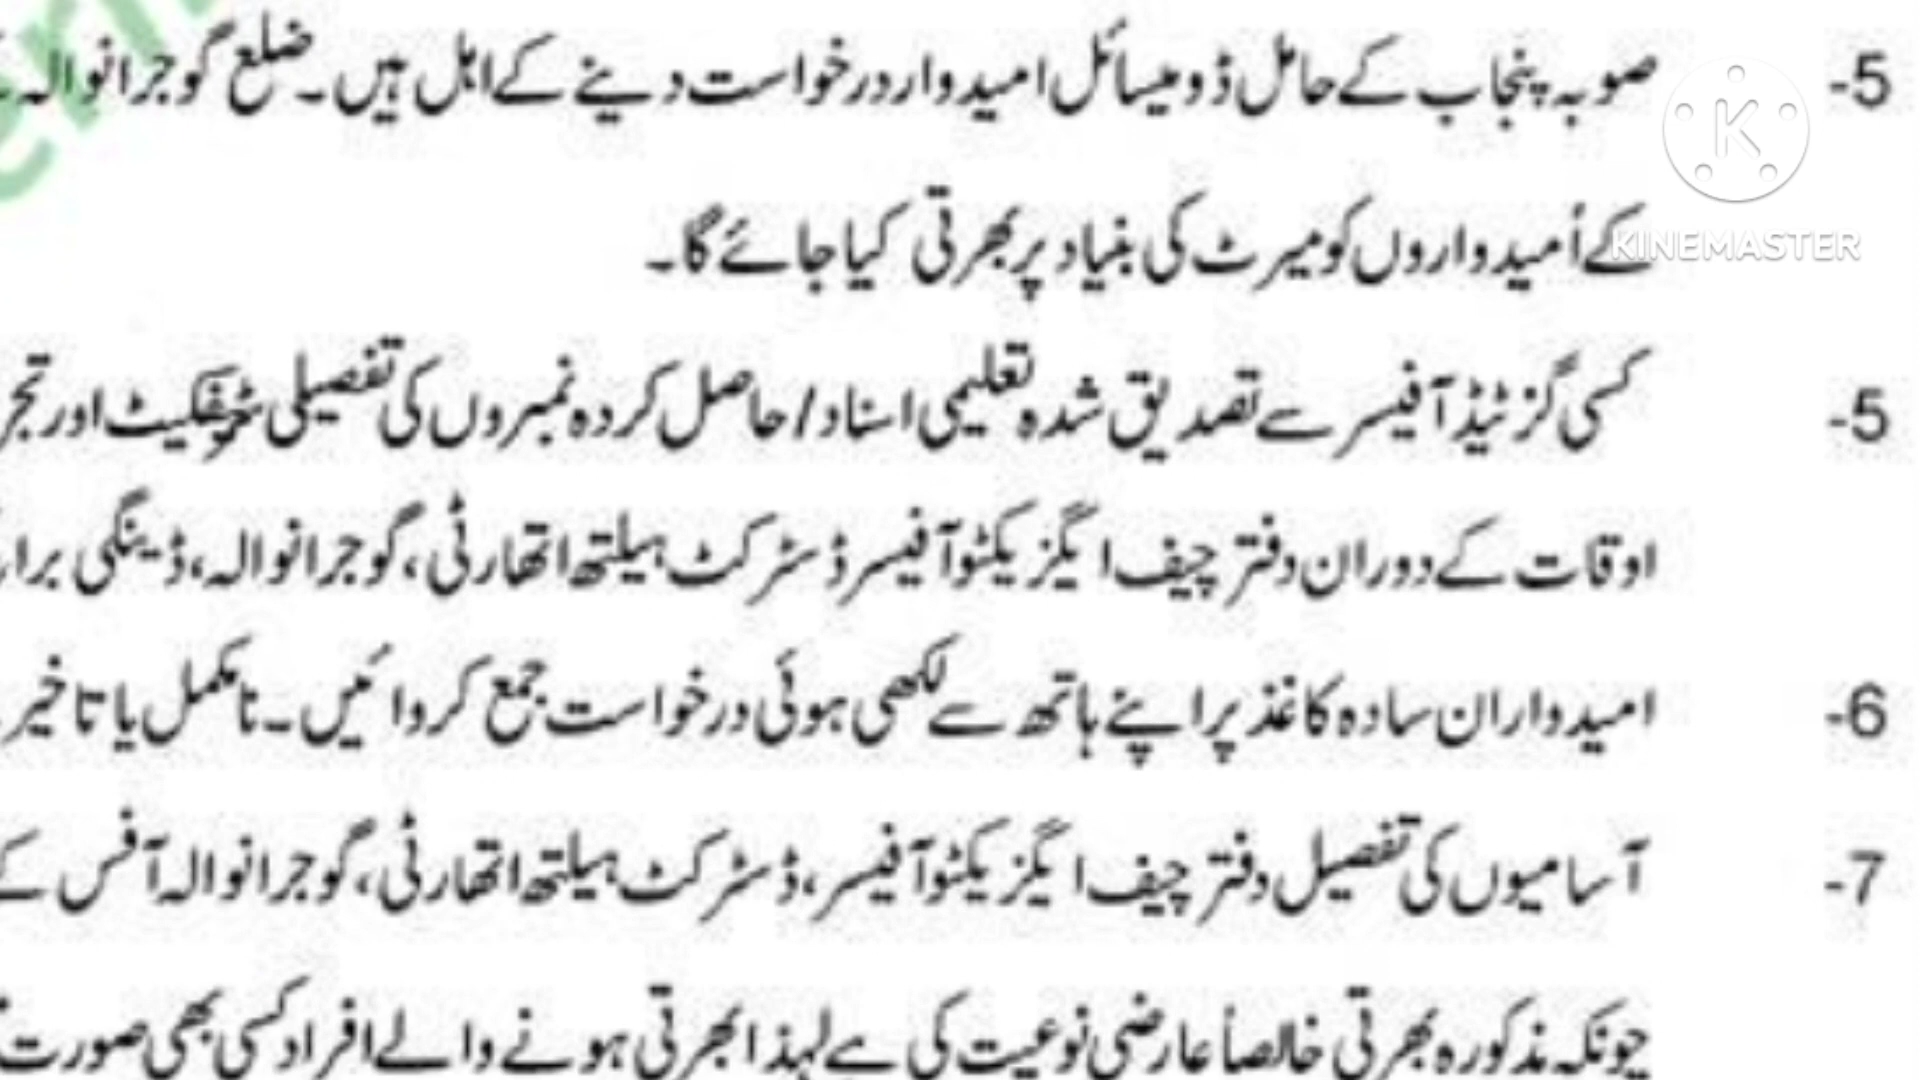 5- صوبہ پنجاب کے حامل ڈومیسائل امیدوار درخواست دینے کے اہل ہیں۔ ضلع گوجرانوالہ
کے اُمیدواروں کو میرٹ کی بنیاد پر بھرتی کیا جائے گا۔
5- کسی گزٹیڈ آفیسر سے تصدیق شدہ تعلیمی اسناد/حاصل کردہ نمبروں کی تفصیلی سرٹیفکیٹ اور
اوقات کے دوران دفتر چیف ایگزیکٹو آفیسر ڈسٹرکٹ ہیلتھ اتھارٹی، گوجرانوالہ، ڈینگی
6- امیدواران سادہ کاغذ پر اپنے ہاتھ سے لکھی ہوئی درخواست جمع کروائیں۔ نامکمل یا تاخیر
7- آسامیوں کی تفصیل دفتر چیف ایگزیکٹو آفیسر، ڈسٹرکٹ ہیلتھ اتھارٹی، گوجرانوالہ آفس کے
چونکہ مذکورہ بھرتی خالصاً عارضی نوعیت کی ہے لہذا بھرتی ہونے والے افراد کسی بھی صورت
KINEMASTER